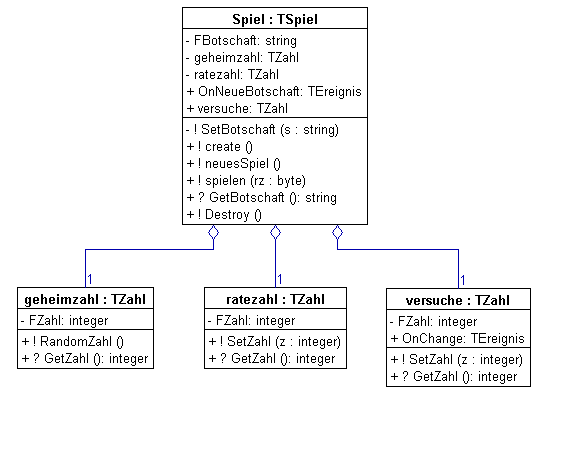 Spiel : TSpiel
- FBotschaft: string
- geheimzahl: TZahl
- ratezahl: TZahl
+ OnNeueBotschaft: TEreignis
+ versuche: TZahl
- ! SetBotschaft (s : string)
+ ! create ()
+ ! neuesSpiel ()
+ ! spielen (rz : byte)
+ ? GetBotschaft (): string
+ ! Destroy ()
1
1
1
geheimzahl : TZahl
- FZahl: integer
+ ! RandomZahl ()
+ ? GetZahl (): integer
ratezahl : TZahl
- FZahl: integer
+ ! SetZahl (z : integer)
+ ? GetZahl (): integer
versuche : TZahl
- FZahl: integer
+ OnChange: TEreignis
+ ! SetZahl (z : integer)
+ ? GetZahl (): integer